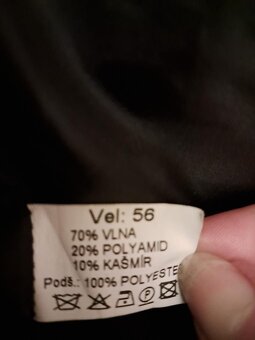 Vel: 56
70% VLNA
20% POLYAMID
10% KAŠMÍR
Podš.: 100% POLYESTE